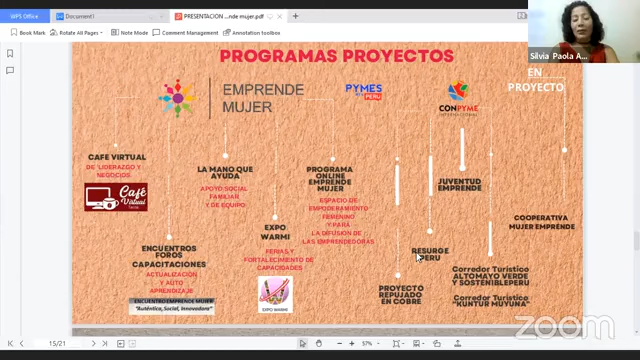 WPS Office
Document1
PRESENTACIÓN ...nde mujer.pdf
Book Mark
Rotate All Pages
Note Mode
Comment Management
Annotation toolbox
Silvia Paola A...
PROGRAMAS PROYECTOS
EN
PROYECTO
EMPRENDE
MUJER
PYMES
PERU
CONPYME
CAFE VIRTUAL
DE LIDERAZGO Y
NEGOCIOS
Café
Virtual
LA MANO QUE
AYUDA
APOYO SOCIAL
FAMILIAR
Y DE EQUIPO
PROGRAMA
ONLINE
EMPRENDE
MUJER
ESPACIO DE
EMPODERAMIENTO
FEMENINO
Y PARA
LA DIFUSION DE
LAS EMPRENDEDORAS
JUVENTUD
EMPRENDE
COOPERATIVA
MUJER EMPRENDE
EXPO
WARMI
FERIAS Y
FORTALECIMIENTO DE
CAPACIDADES
EXPO WARMI
ENCUENTROS
FOROS
CAPACITACIONES
ACTUALIZACIÓN
Y AUTO
APRENDIZAJE
ENCUENTRO EMPRENDE MUJER
"Auténtica, Social, Innovadora"
RESURGE
PERU
PROYECTO
REPUJADO
EN COBRE
Corredor Turistico
ALTOMAYO VERDE
Y SOSTENIBLEPERU
Corredor Turistico
"KUNTUR MUYUNA"
zoom
15/21
57%